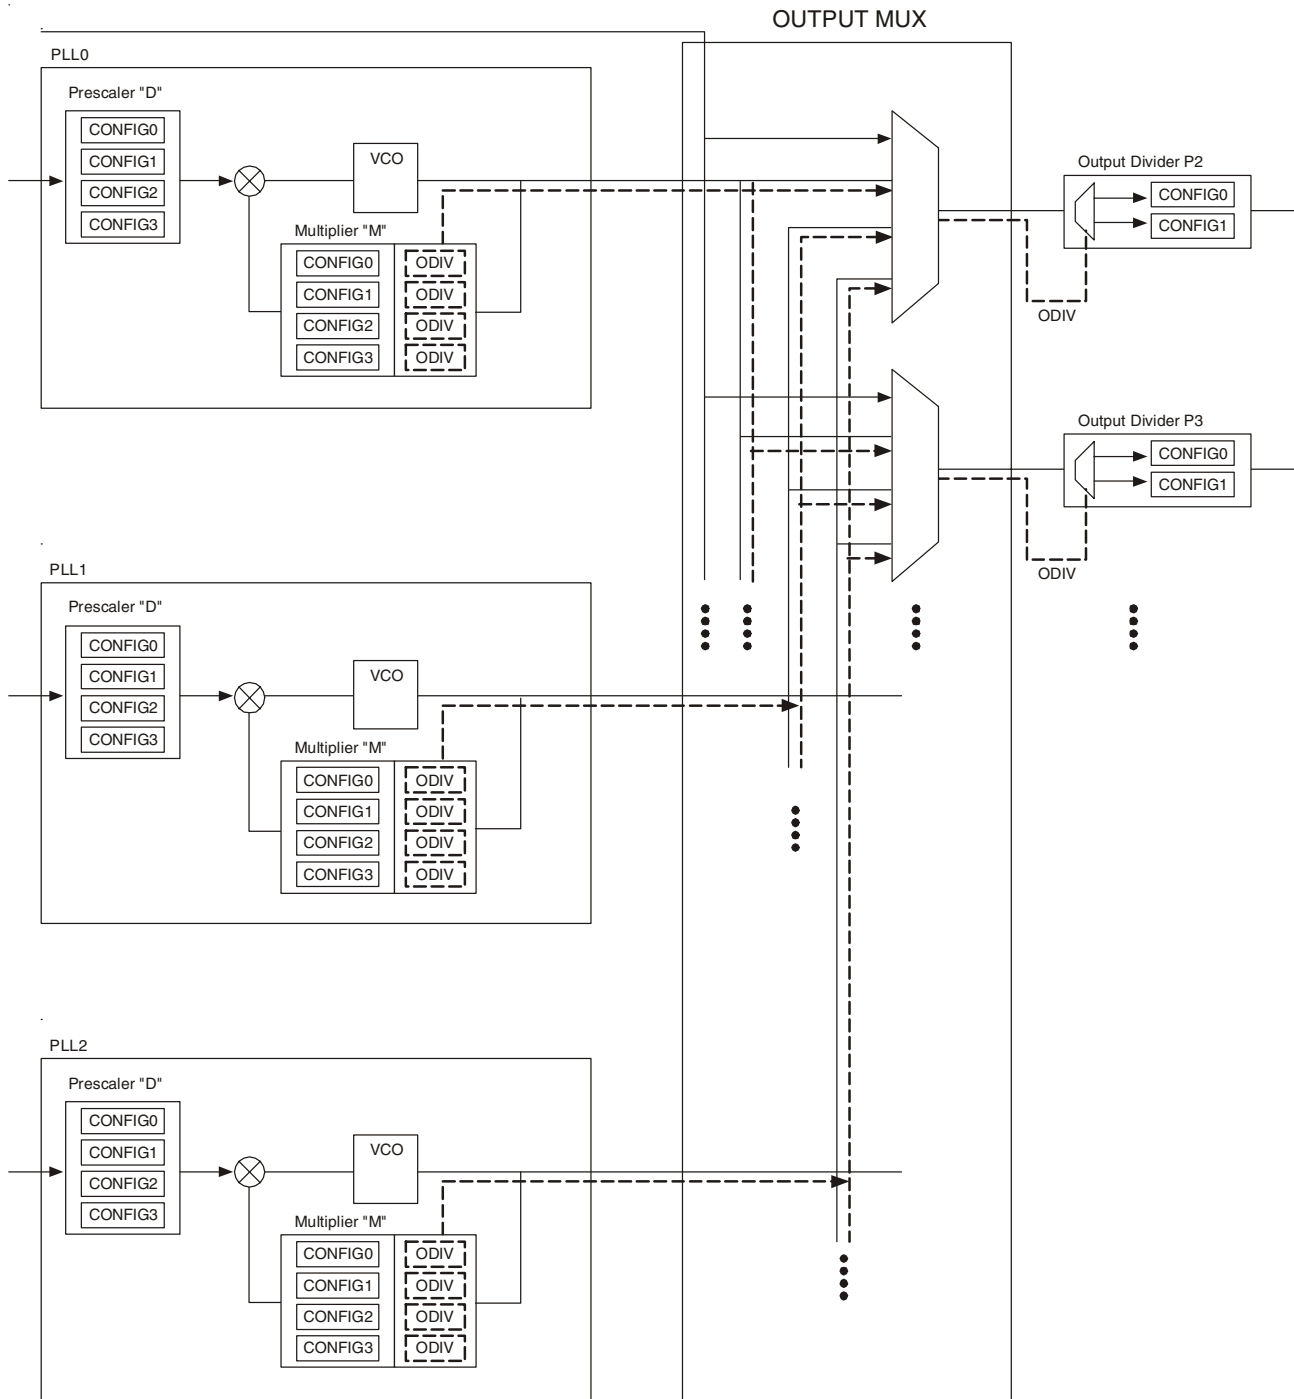 OUTPUT MUX
PLL0
Prescaler "D"
CONFIG0
CONFIG1
CONFIG2
CONFIG3
VCO
Multiplier "M"
CONFIG0 ODIV
CONFIG1 ODIV
CONFIG2 ODIV
CONFIG3 ODIV
Output Divider P2
CONFIG0
CONFIG1
ODIV
Output Divider P3
CONFIG0
CONFIG1
ODIV
PLL1
Prescaler "D"
CONFIG0
CONFIG1
CONFIG2
CONFIG3
VCO
Multiplier "M"
CONFIG0 ODIV
CONFIG1 ODIV
CONFIG2 ODIV
CONFIG3 ODIV
PLL2
Prescaler "D"
CONFIG0
CONFIG1
CONFIG2
CONFIG3
VCO
Multiplier "M"
CONFIG0 ODIV
CONFIG1 ODIV
CONFIG2 ODIV
CONFIG3 ODIV